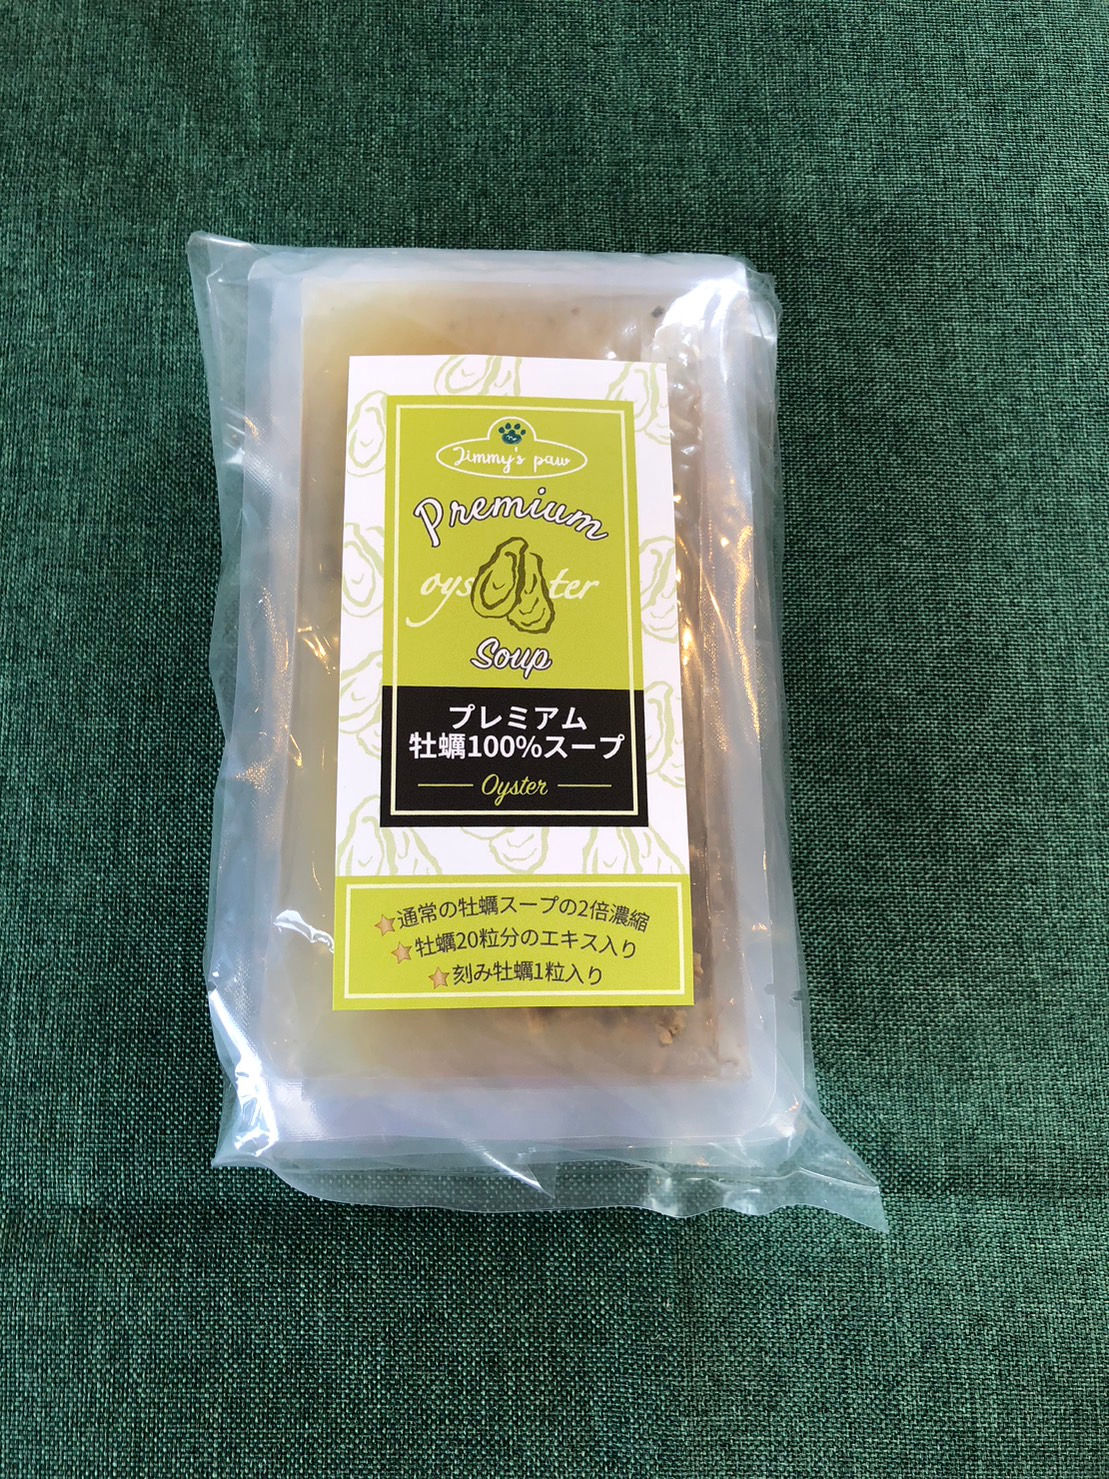 Jimmy's paw
Premium
oyster
Soup
プレミアム
牡蠣100%スープ
Oyster
通常の牡蠣スープの2倍濃縮
牡蠣20粒分のエキス入り
刻み牡蠣1粒入り